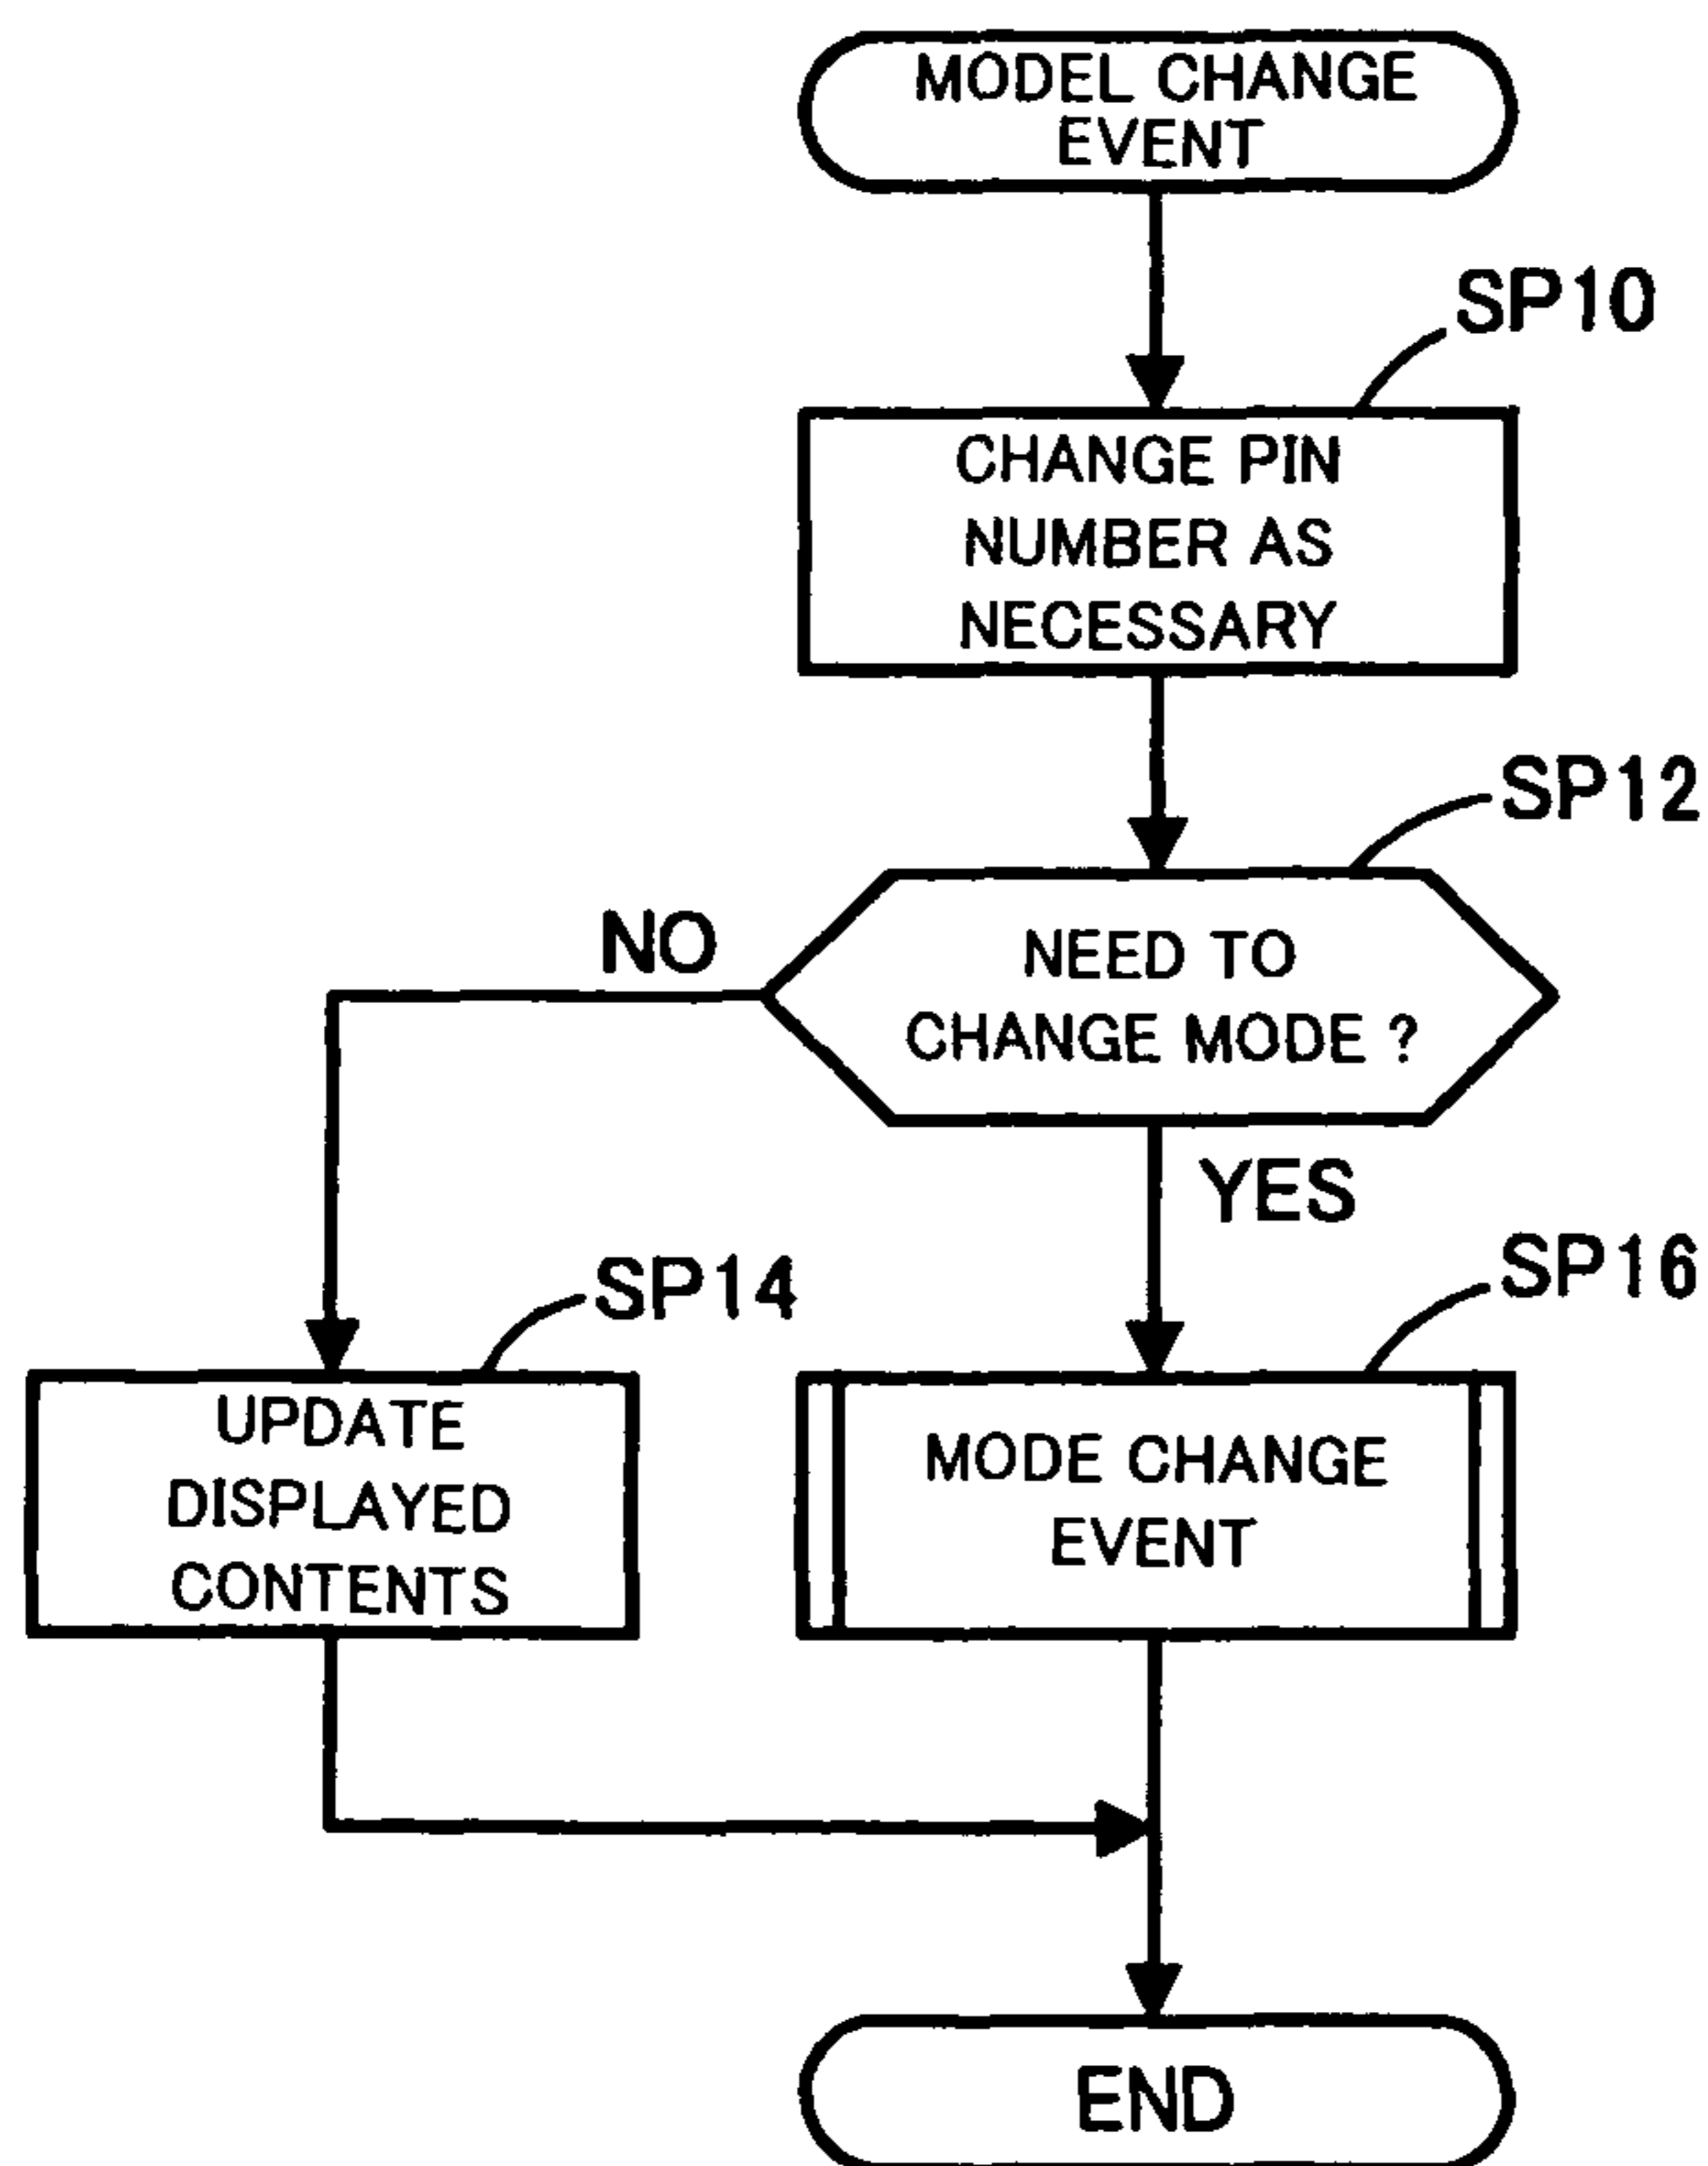 MODEL CHANGE
EVENT
SP10
CHANGE PIN
NUMBER AS
NECESSARY
SP12
NEED TO
CHANGE MODE ?
NO
YES
SP14
UPDATE
DISPLAYED
CONTENTS
SP16
MODE CHANGE
EVENT
END